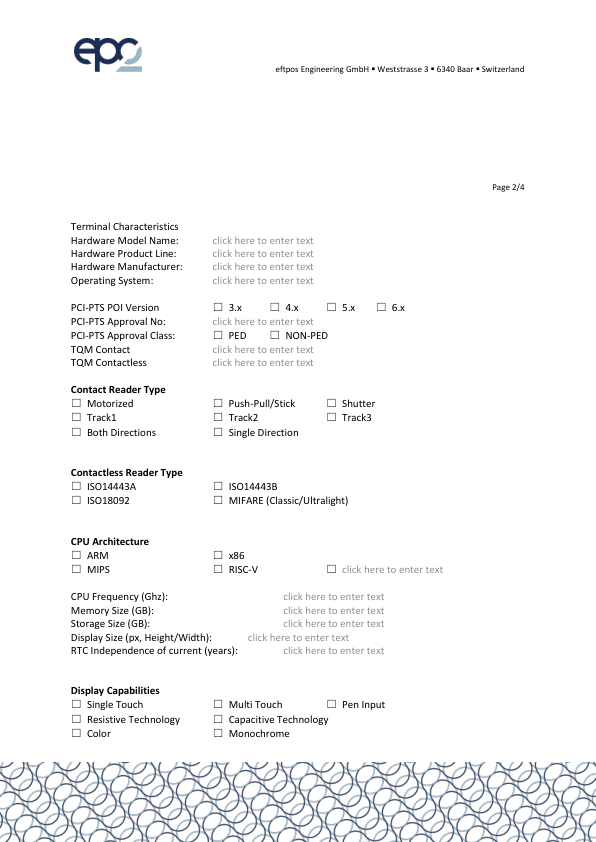 ep2
eftpos Engineering GmbH ▪ Weststrasse 3 ▪ 6340 Baar ▪ Switzerland
Page 2/4
Terminal Characteristics
Hardware Model Name: click here to enter text
Hardware Product Line: click here to enter text
Hardware Manufacturer: click here to enter text
Operating System: click here to enter text
PCI-PTS POI Version ☐ 3.x ☐ 4.x ☐ 5.x ☐ 6.x
PCI-PTS Approval No: click here to enter text
PCI-PTS Approval Class: ☐ PED ☐ NON-PED
TQM Contact click here to enter text
TQM Contactless click here to enter text
Contact Reader Type
☐ Motorized ☐ Push-Pull/Stick ☐ Shutter
☐ Track1 ☐ Track2 ☐ Track3
☐ Both Directions ☐ Single Direction
Contactless Reader Type
☐ ISO14443A ☐ ISO14443B
☐ ISO18092 ☐ MIFARE (Classic/Ultralight)
CPU Architecture
☐ ARM ☐ x86
☐ MIPS ☐ RISC-V ☐ click here to enter text
CPU Frequency (Ghz): click here to enter text
Memory Size (GB): click here to enter text
Storage Size (GB): click here to enter text
Display Size (px, Height/Width): click here to enter text
RTC Independence of current (years): click here to enter text
Display Capabilities
☐ Single Touch ☐ Multi Touch ☐ Pen Input
☐ Resistive Technology ☐ Capacitive Technology
☐ Color ☐ Monochrome